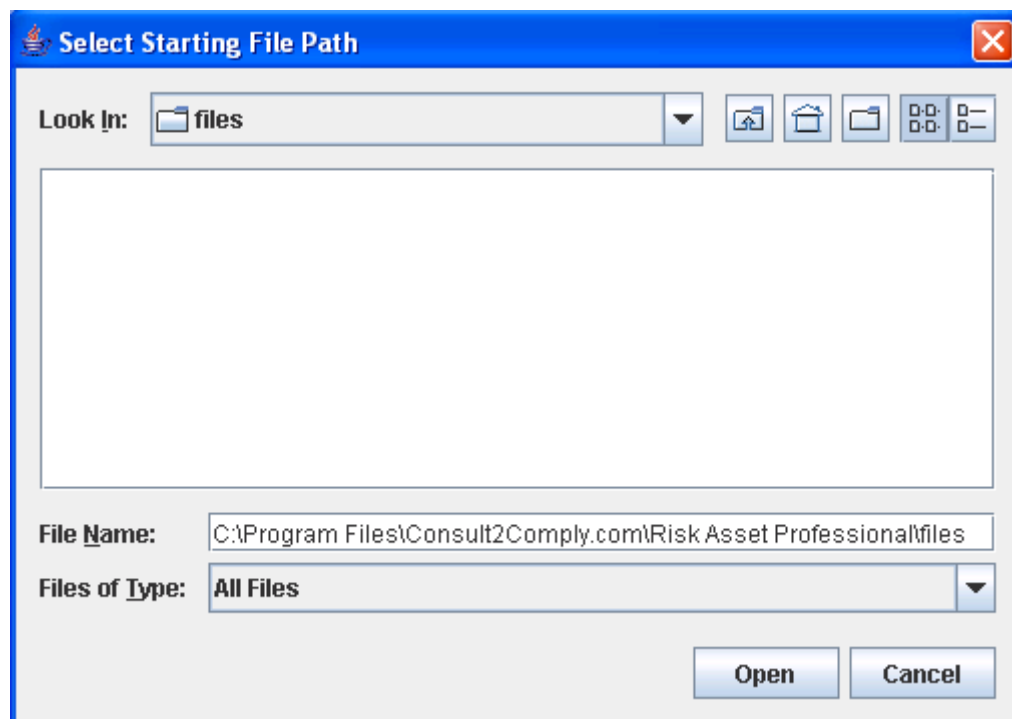 Select Starting File Path
Look In: files
File Name: C:\Program Files\Consult2Comply.com\Risk Asset Professional\files
Files of Type: All Files
Open Cancel